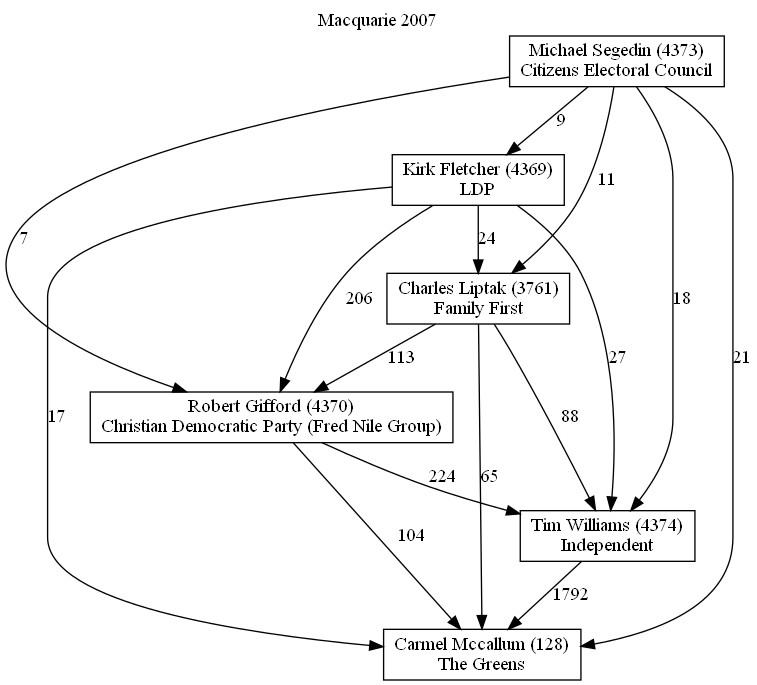 Macquarie 2007
Michael Segedin (4373)
Citizens Electoral Council
9
Kirk Fletcher (4369)
LDP
11
7
24
206
18
27
21
Charles Liptak (3761)
Family First
113
88
17
Robert Gifford (4370)
Christian Democratic Party (Fred Nile Group)
224
65
104
Tim Williams (4374)
Independent
1792
Carmel Mccallum (128)
The Greens